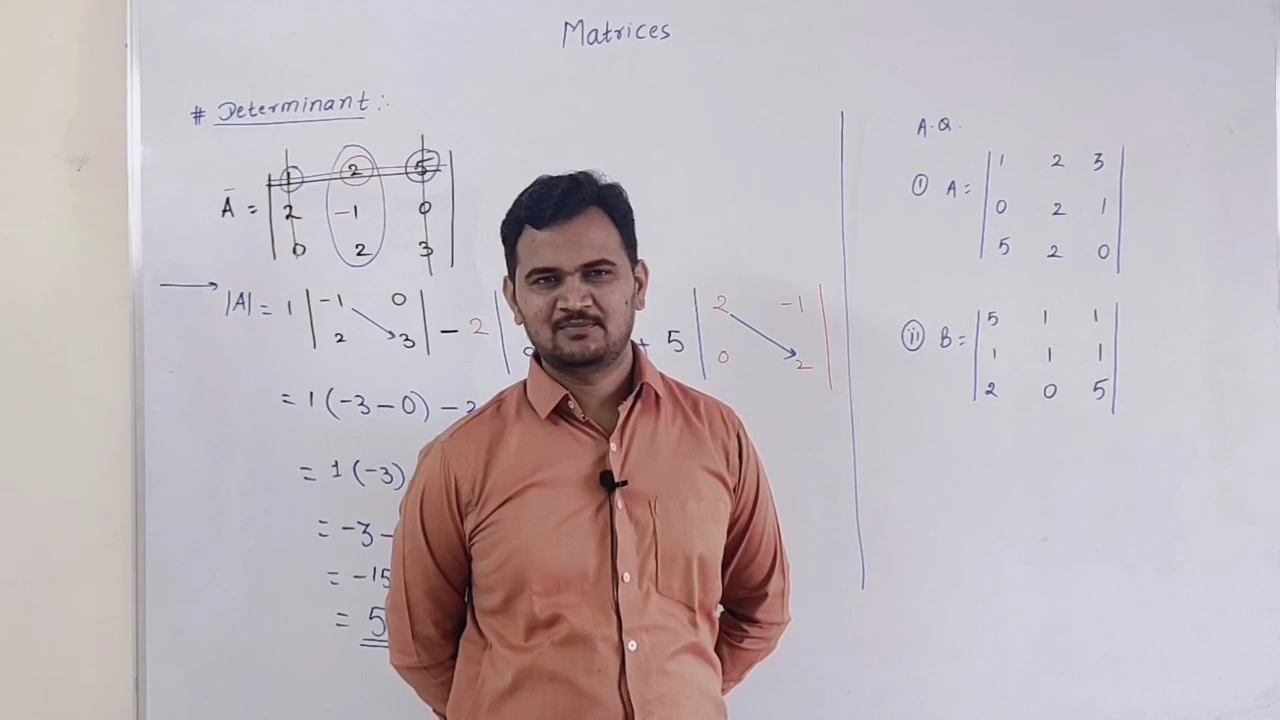 Matrices
# Determinant :-
A = | 1 2 5 |
| 2 -1 0 |
| 0 2 3 |
|A| = 1 | -1 0 | - 2 | + 5 | 2 -1 |
| 2 3 | 0 | 0 2 |
= 1 (-3 - 0) - 2
= 1 (-3)
= -3 -
= -15
= 5
A.Q.
(i) A = | 1 2 3 |
| 0 2 1 |
| 5 2 0 |
(ii) B = | 5 1 1 |
| 1 1 1 |
| 2 0 5 |